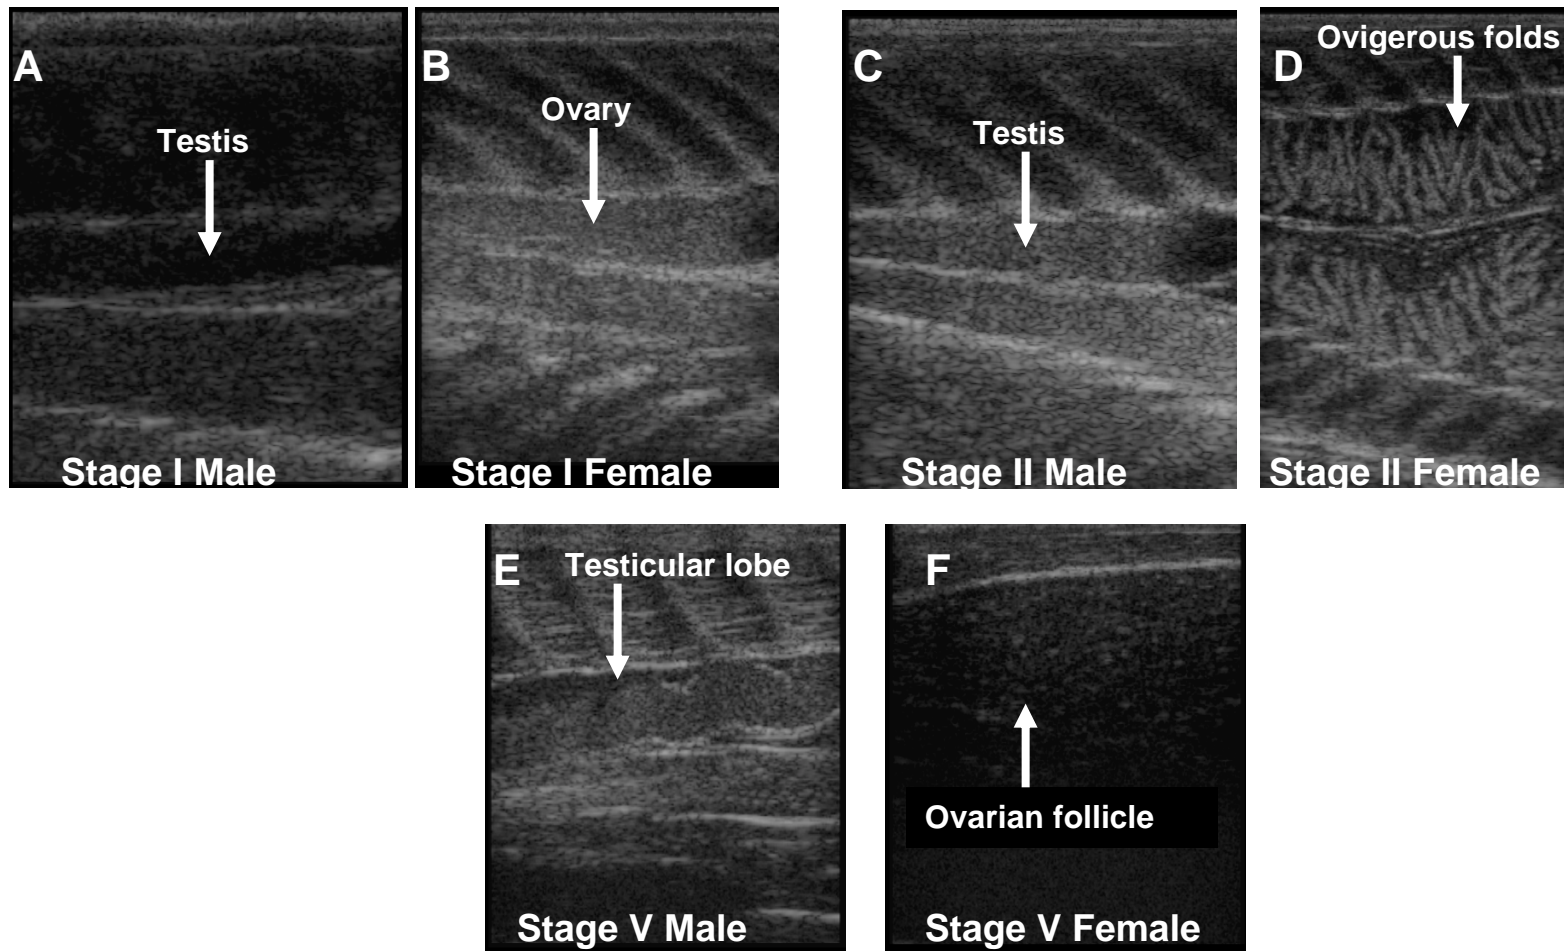 A
Testis
Stage I Male
B
Ovary
Stage I Female
C
Testis
Stage II Male
D
Ovigerous folds
Stage II Female
E
Testicular lobe
Stage V Male
F
Ovarian follicle
Stage V Female